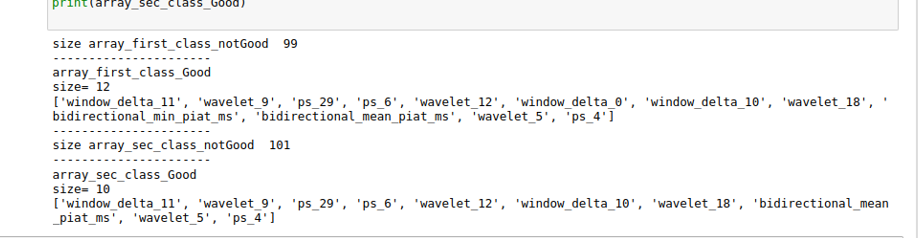 print(array_sec_class_Good)
size array_first_class_notGood  99
----------------------
array_first_class_Good
size= 12
['window_delta_11', 'wavelet_9', 'ps_29', 'ps_6', 'wavelet_12', 'window_delta_0', 'window_delta_10', 'wavelet_18', '
bidirectional_min_piat_ms', 'bidirectional_mean_piat_ms', 'wavelet_5', 'ps_4']
----------------------
size array_sec_class_notGood  101
----------------------
array_sec_class_Good
size= 10
['window_delta_11', 'wavelet_9', 'ps_29', 'ps_6', 'wavelet_12', 'window_delta_10', 'wavelet_18', 'bidirectional_mean
_piat_ms', 'wavelet_5', 'ps_4']